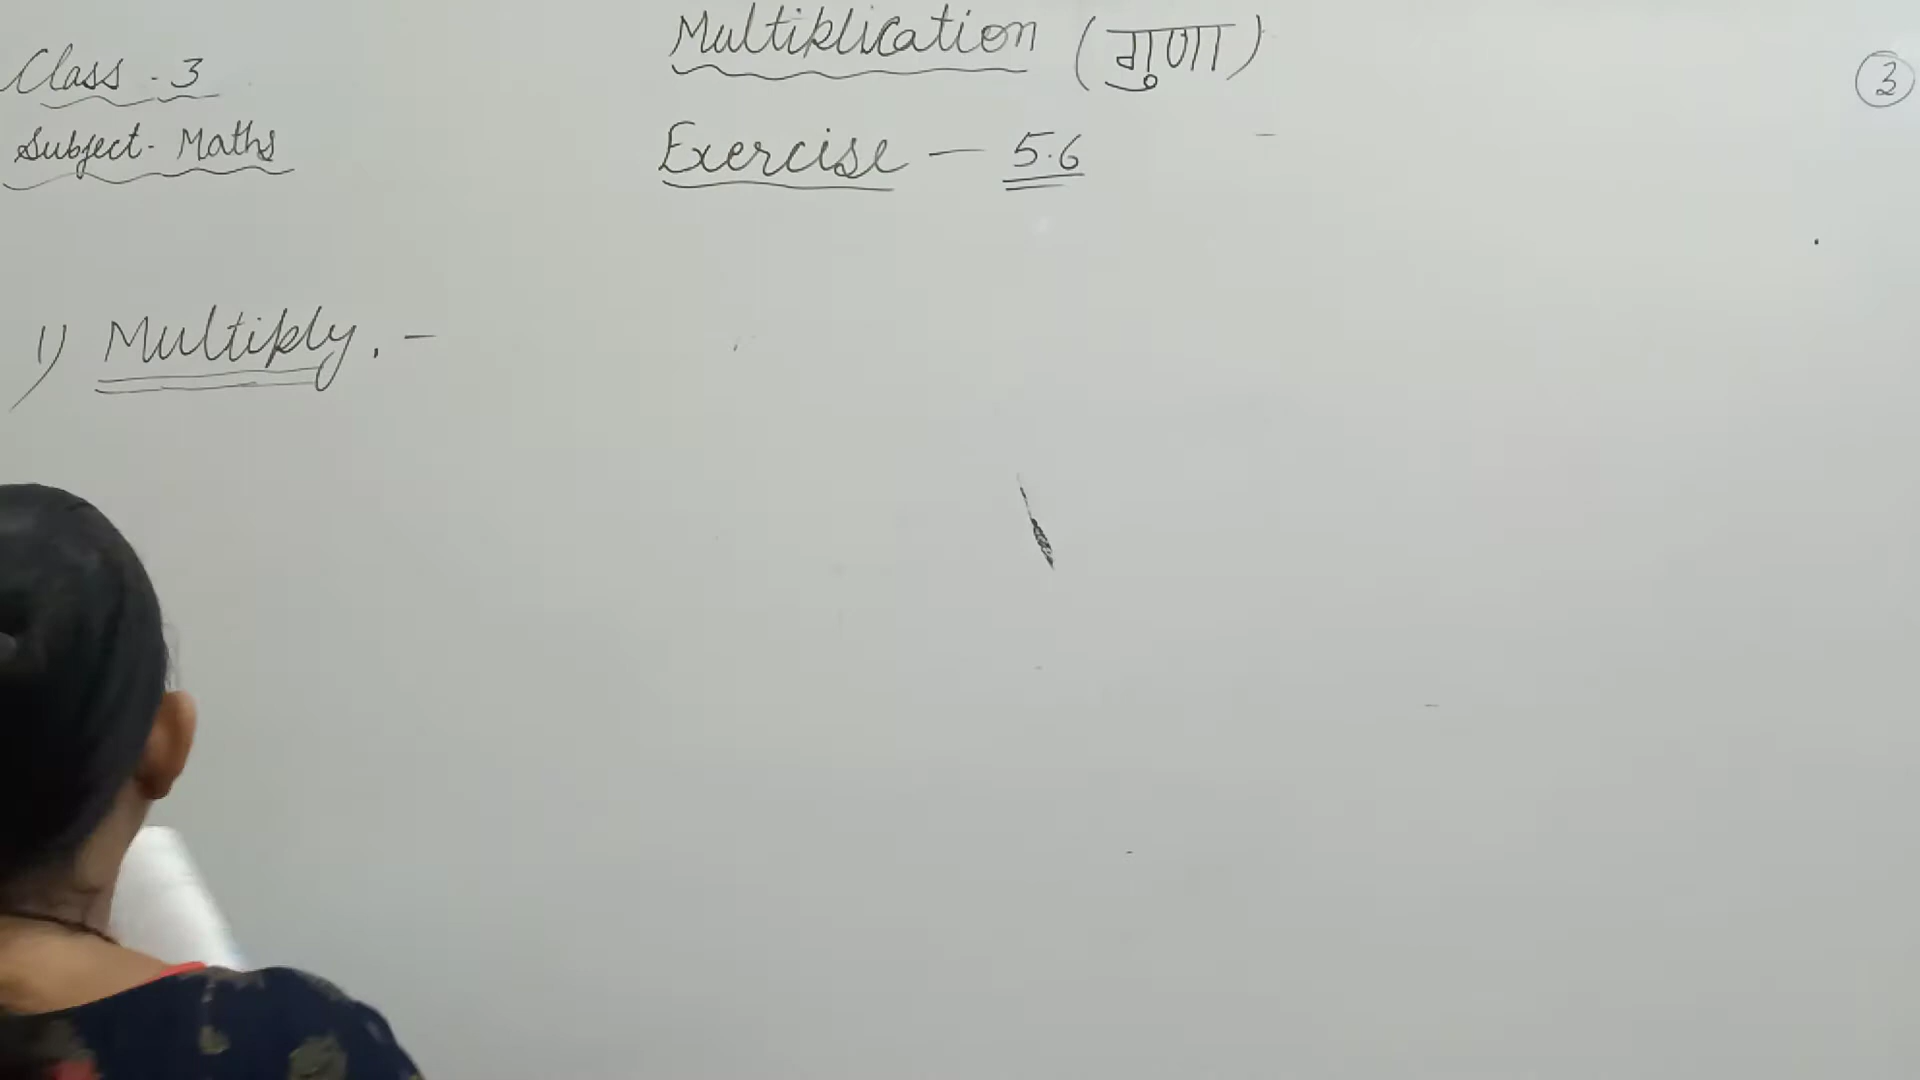 Multiplication (गुणा)
Class - 3
3
Subject - Maths
Exercise - 5.6
1) Multiply. -